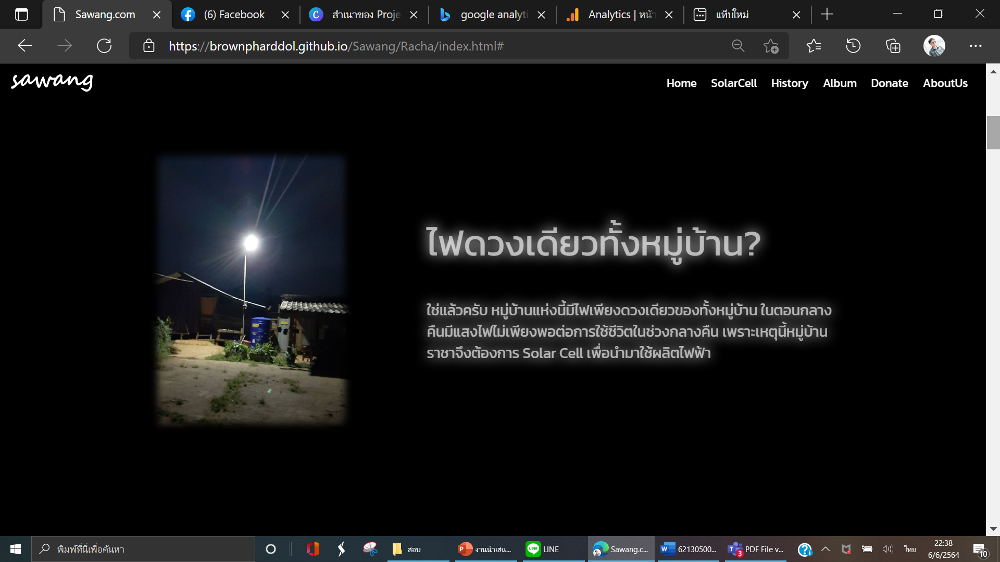 Sawang.com
(6) Facebook
สำเนาของ Proje
google analyti
Analytics | หน้า
แท็บใหม่
https://brownpharddol.github.io/Sawang/Racha/index.html#
sawang
Home SolarCell History Album Donate AboutUs
ไฟดวงเดียวทั้งหมู่บ้าน?
ใช่แล้วครับ หมู่บ้านแห่งนี้มีไฟเพียงดวงเดียวของทั้งหมู่บ้าน ในตอนกลาง
คืนมีแสงไฟไม่เพียงพอต่อการใช้ชีวิตในช่วงกลางคืน เพราะเหตุนี้หมู่บ้าน
ราชาจึงต้องการ Solar Cell เพื่อนำมาใช้ผลิตไฟฟ้า
พิมพ์ที่นี่เพื่อค้นหา
สอบ
งานนำเสน...
LINE
Sawang.c...
62130500...
PDF File v...
3
ไทย
22:38
6/6/2564
10